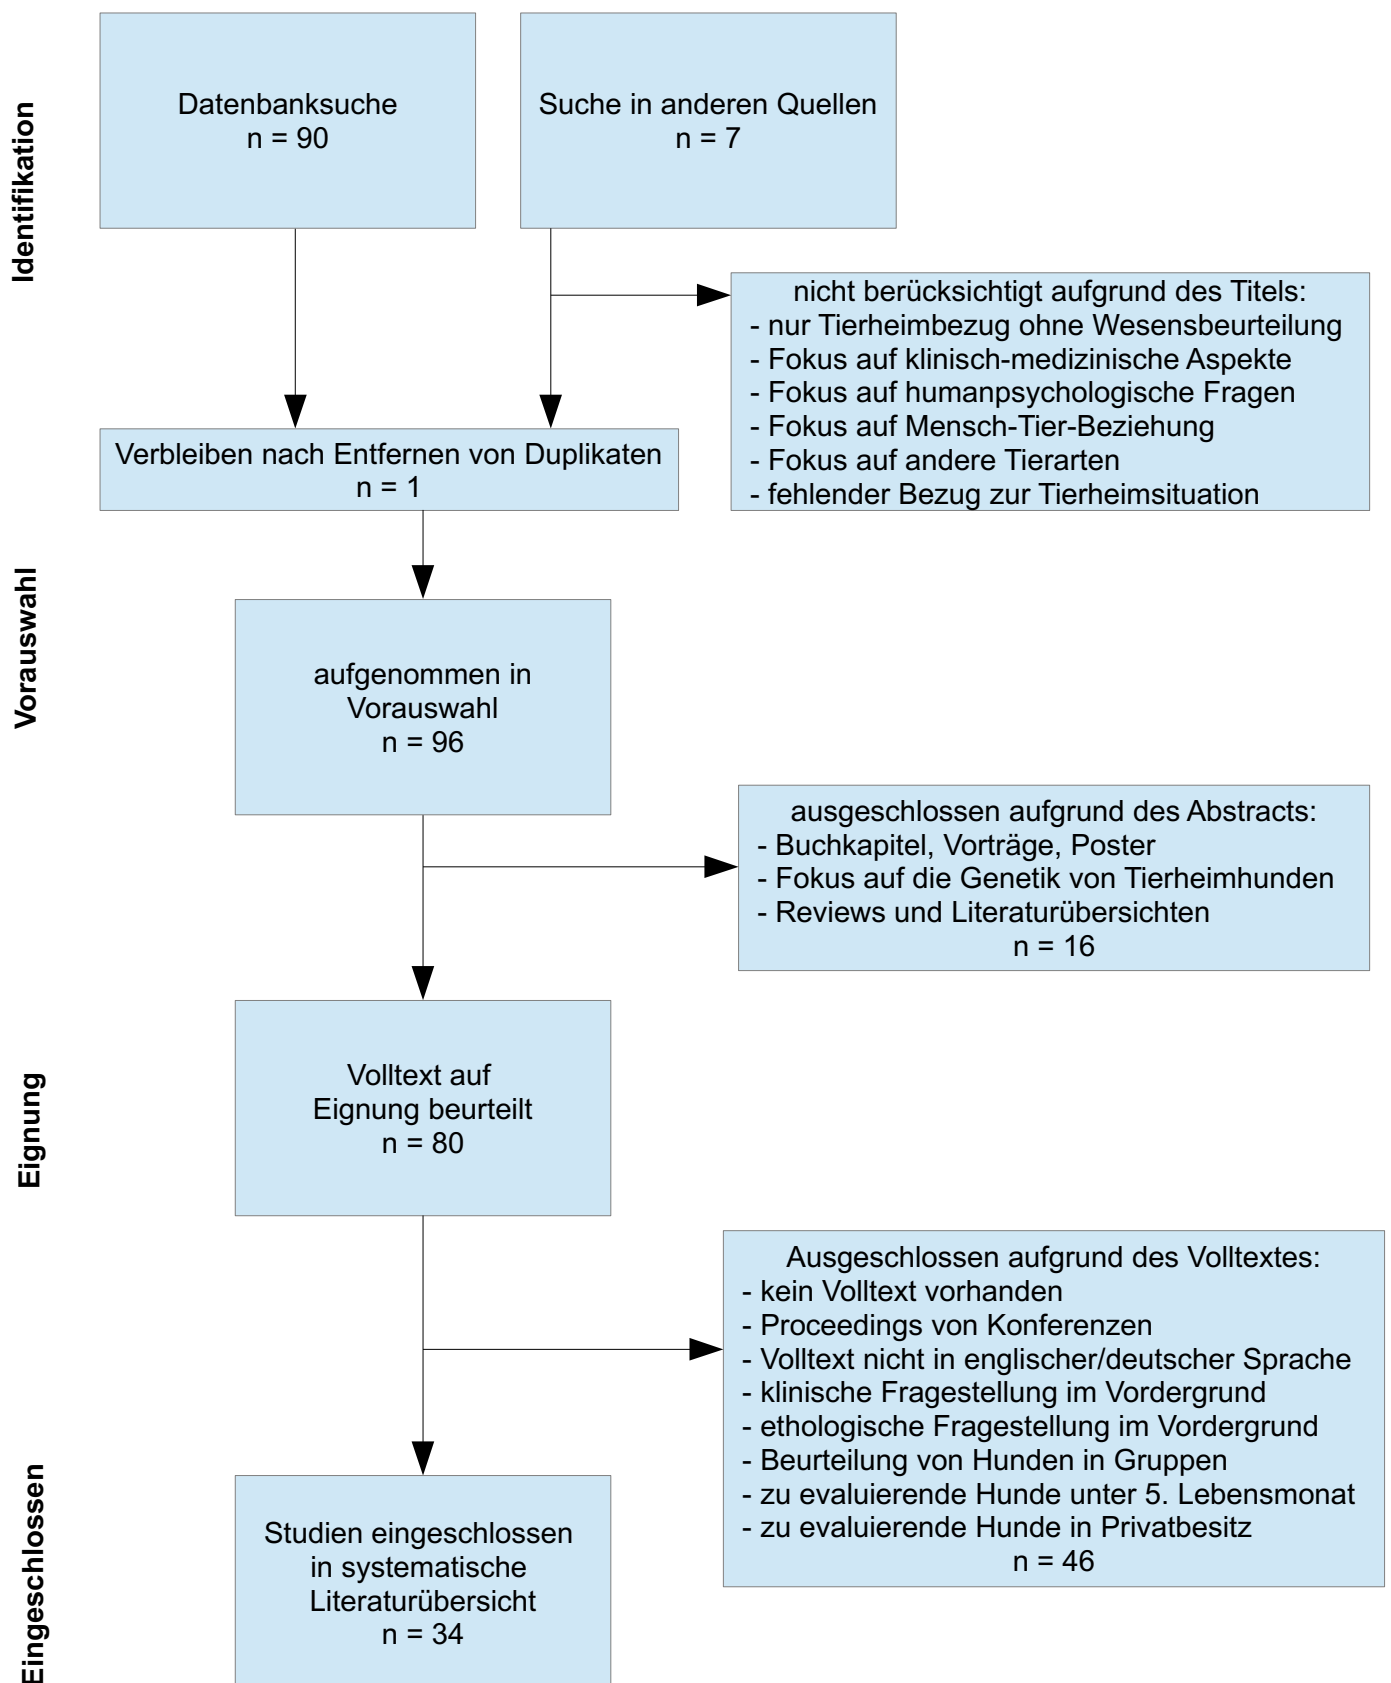 Identifikation
Datenbanksuche
n = 90
Suche in anderen Quellen
n = 7
nicht berücksichtigt aufgrund des Titels:
- nur Tierheimbezug ohne Wesensbeurteilung
- Fokus auf klinisch-medizinische Aspekte
- Fokus auf humanpsychologische Fragen
- Fokus auf Mensch-Tier-Beziehung
- Fokus auf andere Tierarten
- fehlender Bezug zur Tierheimsituation
Verbleiben nach Entfernen von Duplikaten
n = 1
Vorauswahl
aufgenommen in
Vorauswahl
n = 96
ausgeschlossen aufgrund des Abstracts:
- Buchkapitel, Vorträge, Poster
- Fokus auf die Genetik von Tierheimhunden
- Reviews und Literaturübersichten
n = 16
Eignung
Volltext auf
Eignung beurteilt
n = 80
Ausgeschlossen aufgrund des Volltextes:
- kein Volltext vorhanden
- Proceedings von Konferenzen
- Volltext nicht in englischer/deutscher Sprache
- klinische Fragestellung im Vordergrund
- ethologische Fragestellung im Vordergrund
- Beurteilung von Hunden in Gruppen
- zu evaluierende Hunde unter 5. Lebensmonat
- zu evaluierende Hunde in Privatbesitz
n = 46
Eingeschlossen
Studien eingeschlossen
in systematische
Literaturübersicht
n = 34